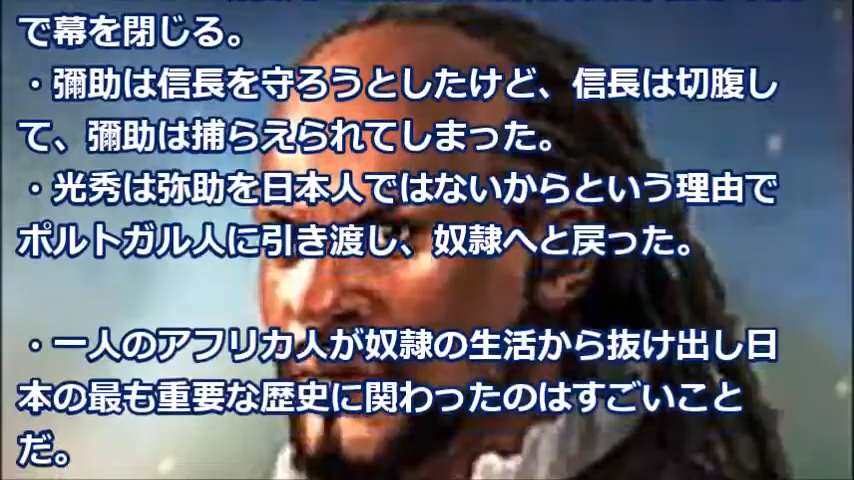 で幕を閉じる。
・彌助は信長を守ろうとしたけど、信長は切腹し
て、彌助は捕らえられてしまった。
・光秀は弥助を日本人ではないからという理由で
ポルトガル人に引き渡し、奴隷へと戻った。
・一人のアフリカ人が奴隷の生活から抜け出し日
本の最も重要な歴史に関わったのはすごいこと
だ。